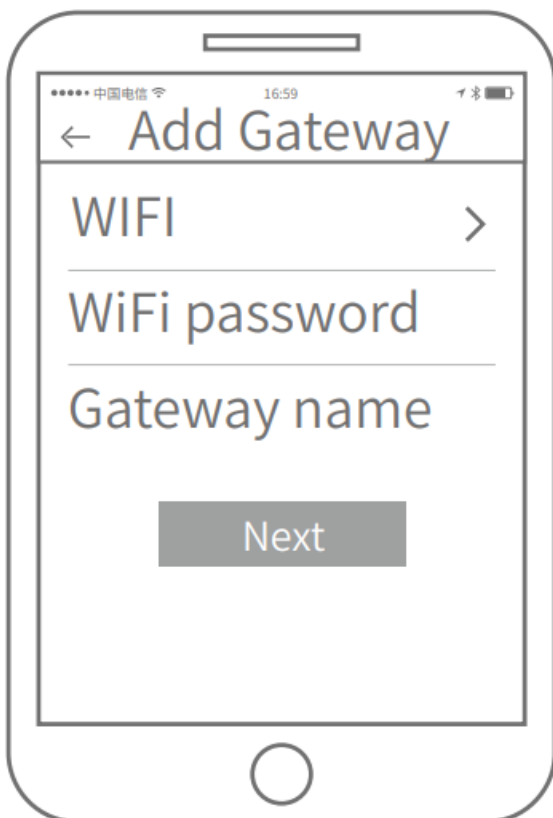 中国电信 16:59
Add Gateway
WIFI
WiFi password
Gateway name
Next